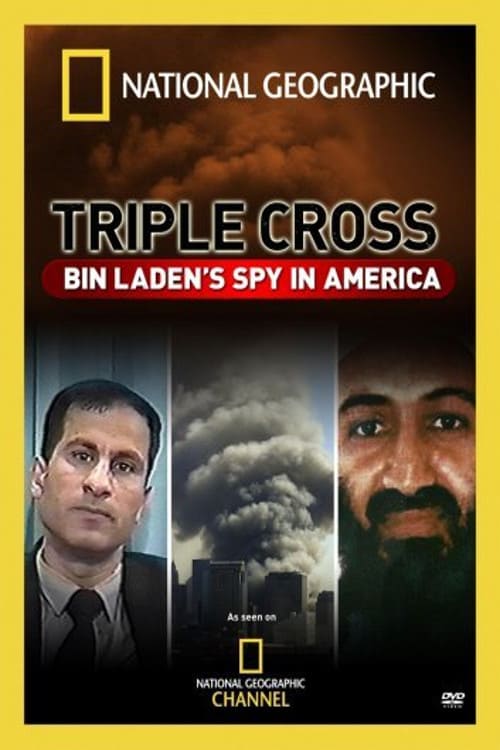 NATIONAL GEOGRAPHIC
TRIPLE CROSS
BIN LADEN'S SPY IN AMERICA
As seen on
NATIONAL GEOGRAPHIC
CHANNEL
DVD
VIDEO